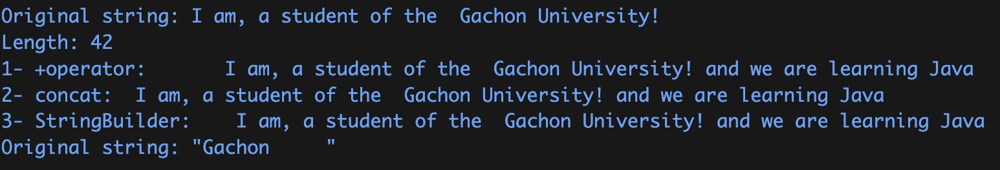 Original string: I am, a student of the  Gachon University!
Length: 42
1- +operator:       I am, a student of the  Gachon University! and we are learning Java
2- concat:  I am, a student of the  Gachon University! and we are learning Java
3- StringBuilder:    I am, a student of the  Gachon University! and we are learning Java
Original string: "Gachon     "